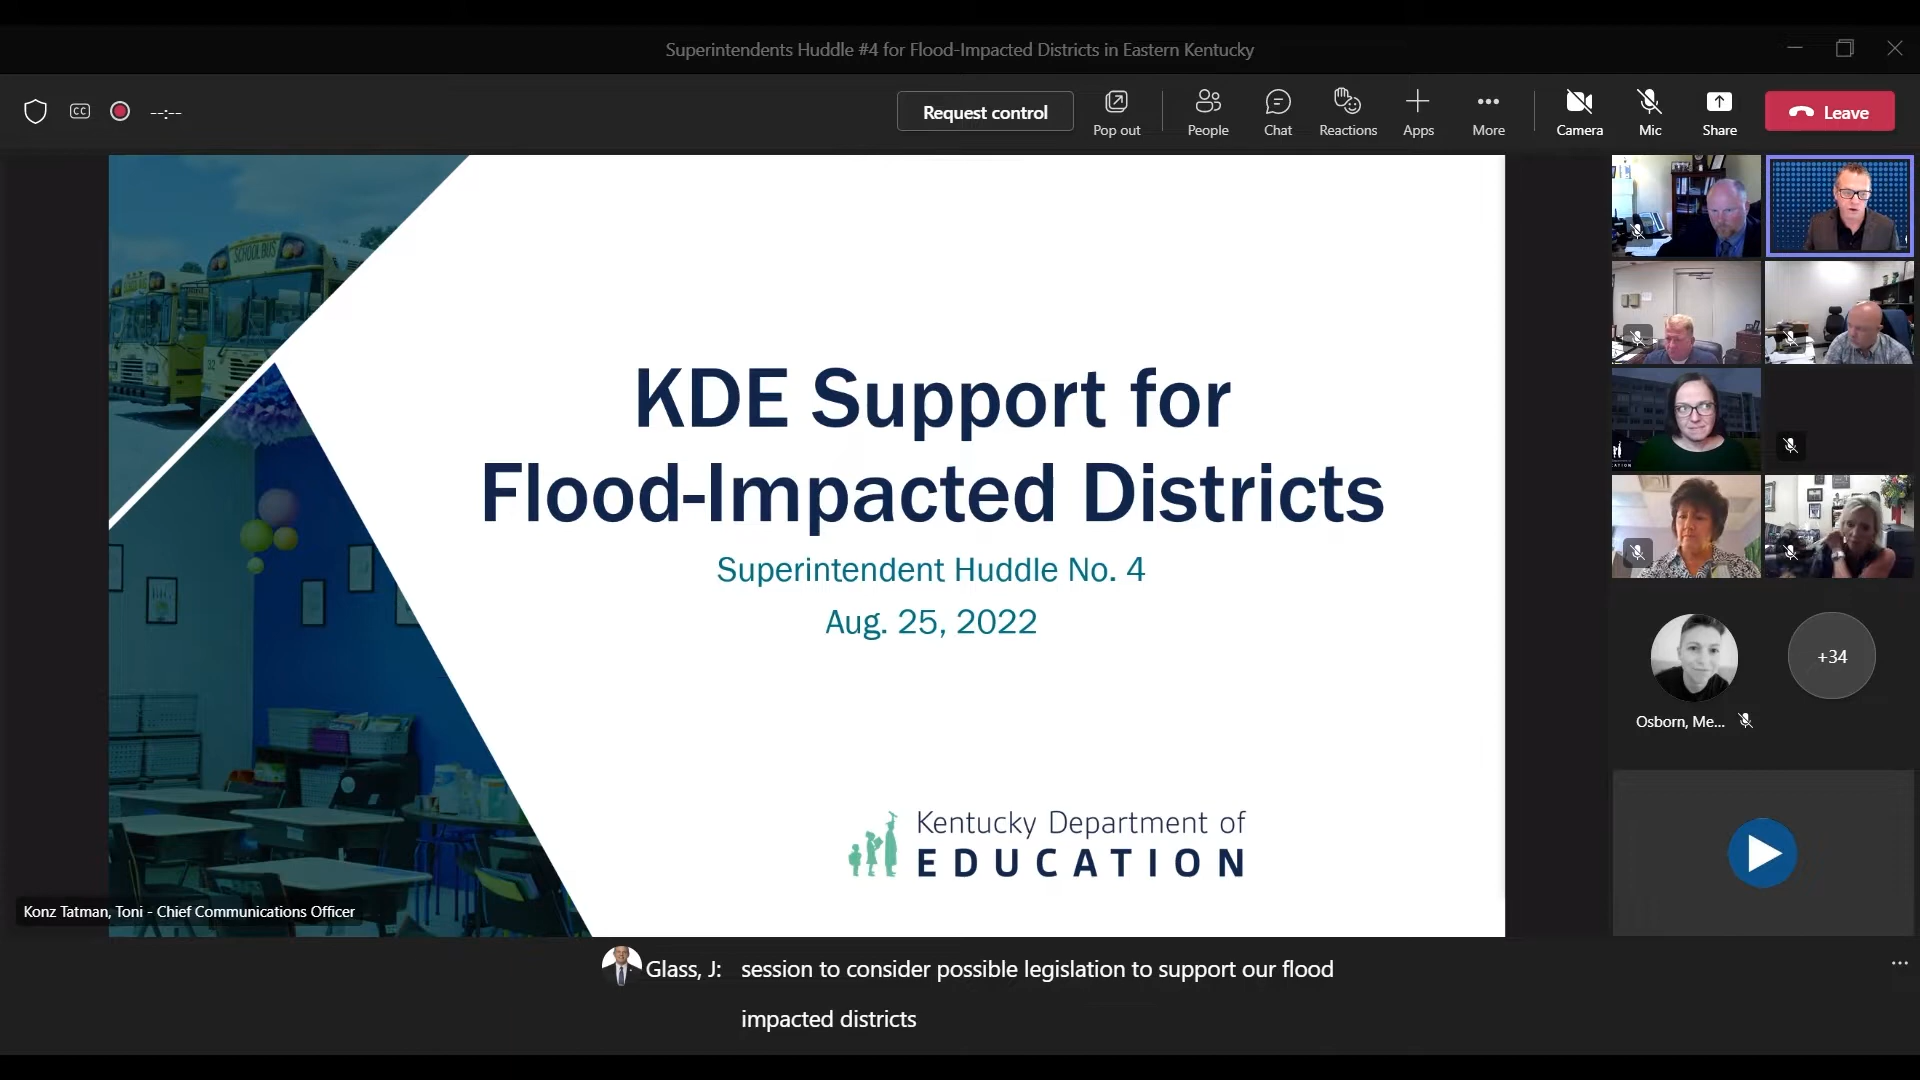 Superintendents Huddle #4 for Flood-Impacted Districts in Eastern Kentucky
CC
--:--
Request control
Pop out
People
Chat
Reactions
Apps
More
Camera
Mic
Share
Leave
SCHOOL BUS
KDE Support for
Flood-Impacted Districts
Superintendent Huddle No. 4
Aug. 25, 2022
Kentucky Department of
EDUCATION
Konz Tatman, Toni - Chief Communications Officer
Osborn, Me...
+34
Glass, J: session to consider possible legislation to support our flood
impacted districts